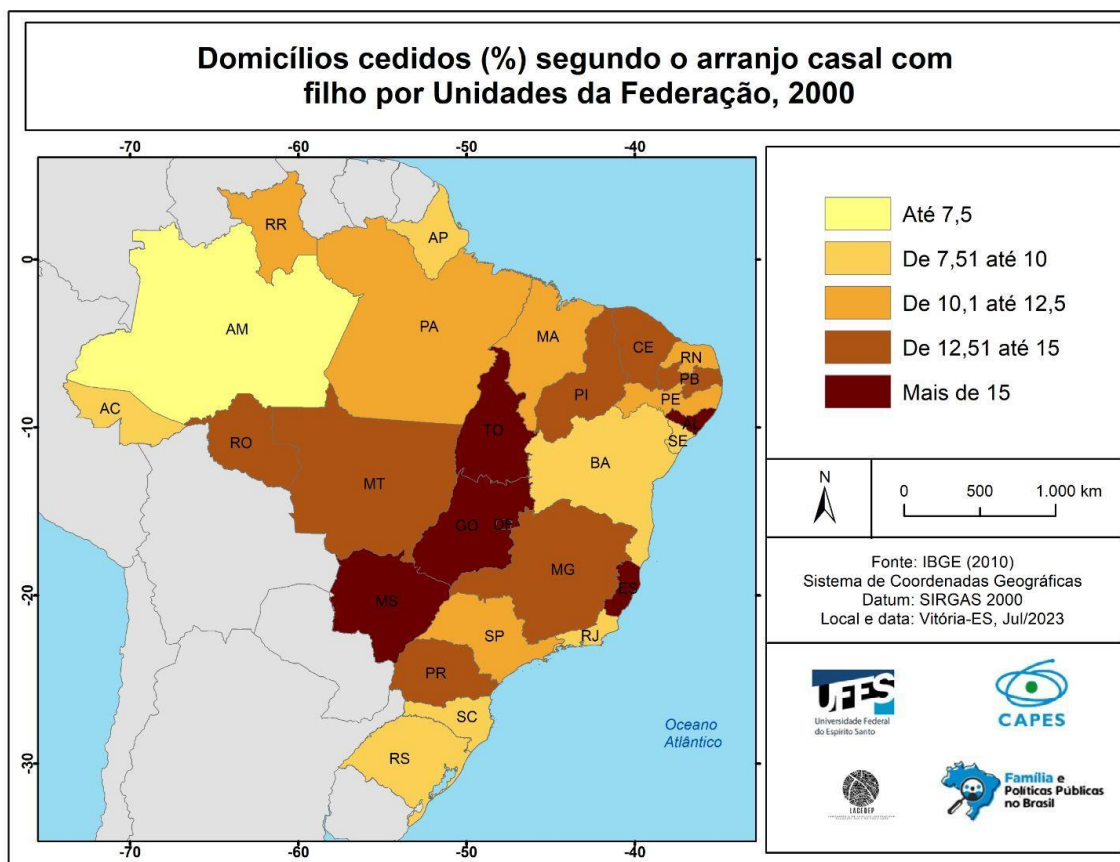 Domicílios cedidos (%) segundo o arranjo casal com
filho por Unidades da Federação, 2000
-70
-60
-50
-40
0
-10
-20
-30
RR
AP
AM
PA
MA
CE
RN
PB
PI
PE
AC
AL
TO
SE
RO
BA
MT
GO
DF
MG
ES
MS
SP
RJ
PR
SC
RS
Oceano
Atlântico
-70
-60
-50
-40
Até 7,5
De 7,51 até 10
De 10,1 até 12,5
De 12,51 até 15
Mais de 15
N
0 500 1.000 km
Fonte: IBGE (2010)
Sistema de Coordenadas Geográficas
Datum: SIRGAS 2000
Local e data: Vitória-ES, Jul/2023
UFES
Universidade Federal
do Espírito Santo
CAPES
LAGEDEP
Família e
Políticas Públicas
no Brasil